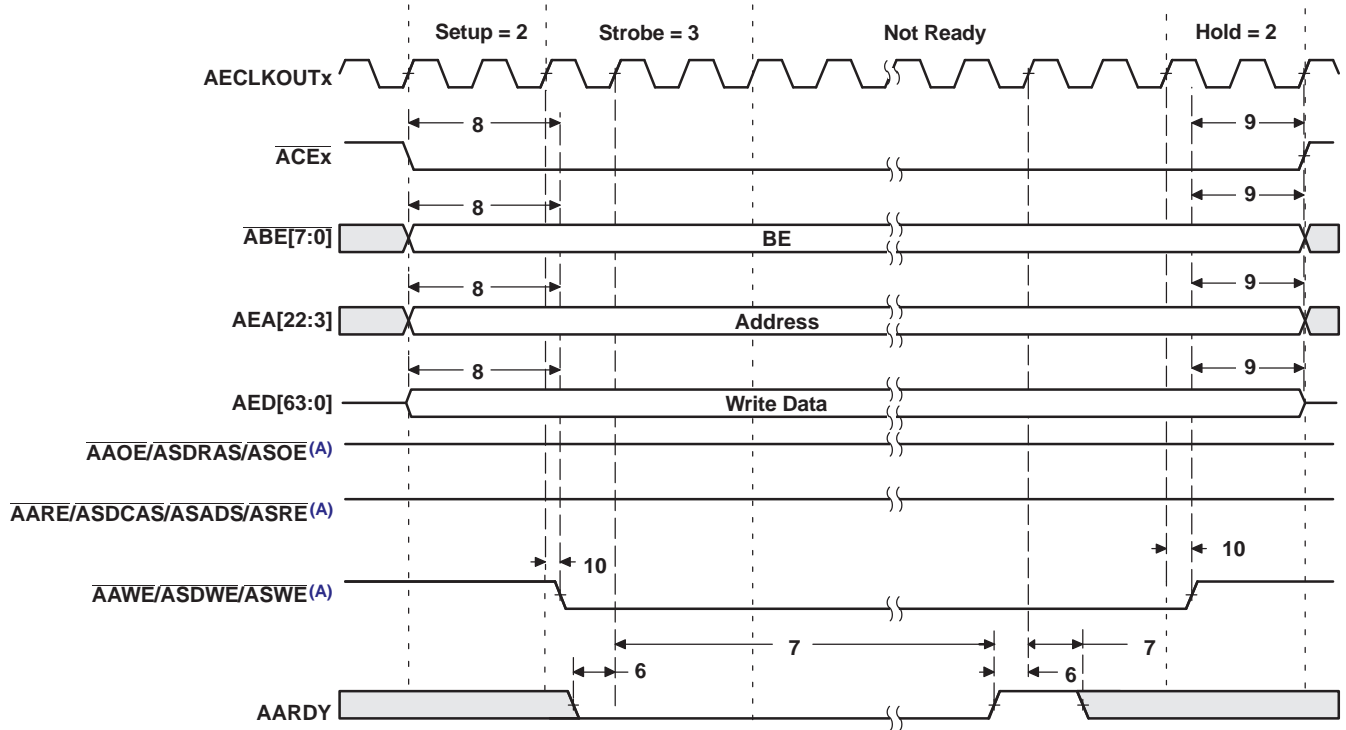 Setup = 2 Strobe = 3 Not Ready Hold = 2
AECLKOUTx
8 9
ACEx
8 9
ABE[7:0] BE
8 9
AEA[22:3] Address
8 9
AED[63:0] Write Data
AAOE/ASDRAS/ASOE(A)
AARE/ASDCAS/ASADS/ASRE(A)
10 10
AAWE/ASDWE/ASWE(A)
7 7
6 6
AARDY